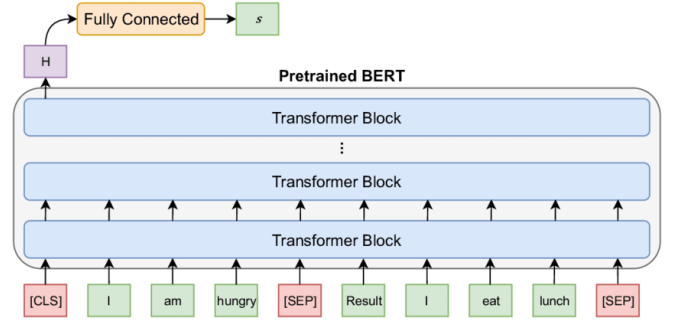 Fully Connected
s
H
Pretrained BERT
Transformer Block
⋮
Transformer Block
Transformer Block
[CLS] I am hungry [SEP] Result I eat lunch [SEP]